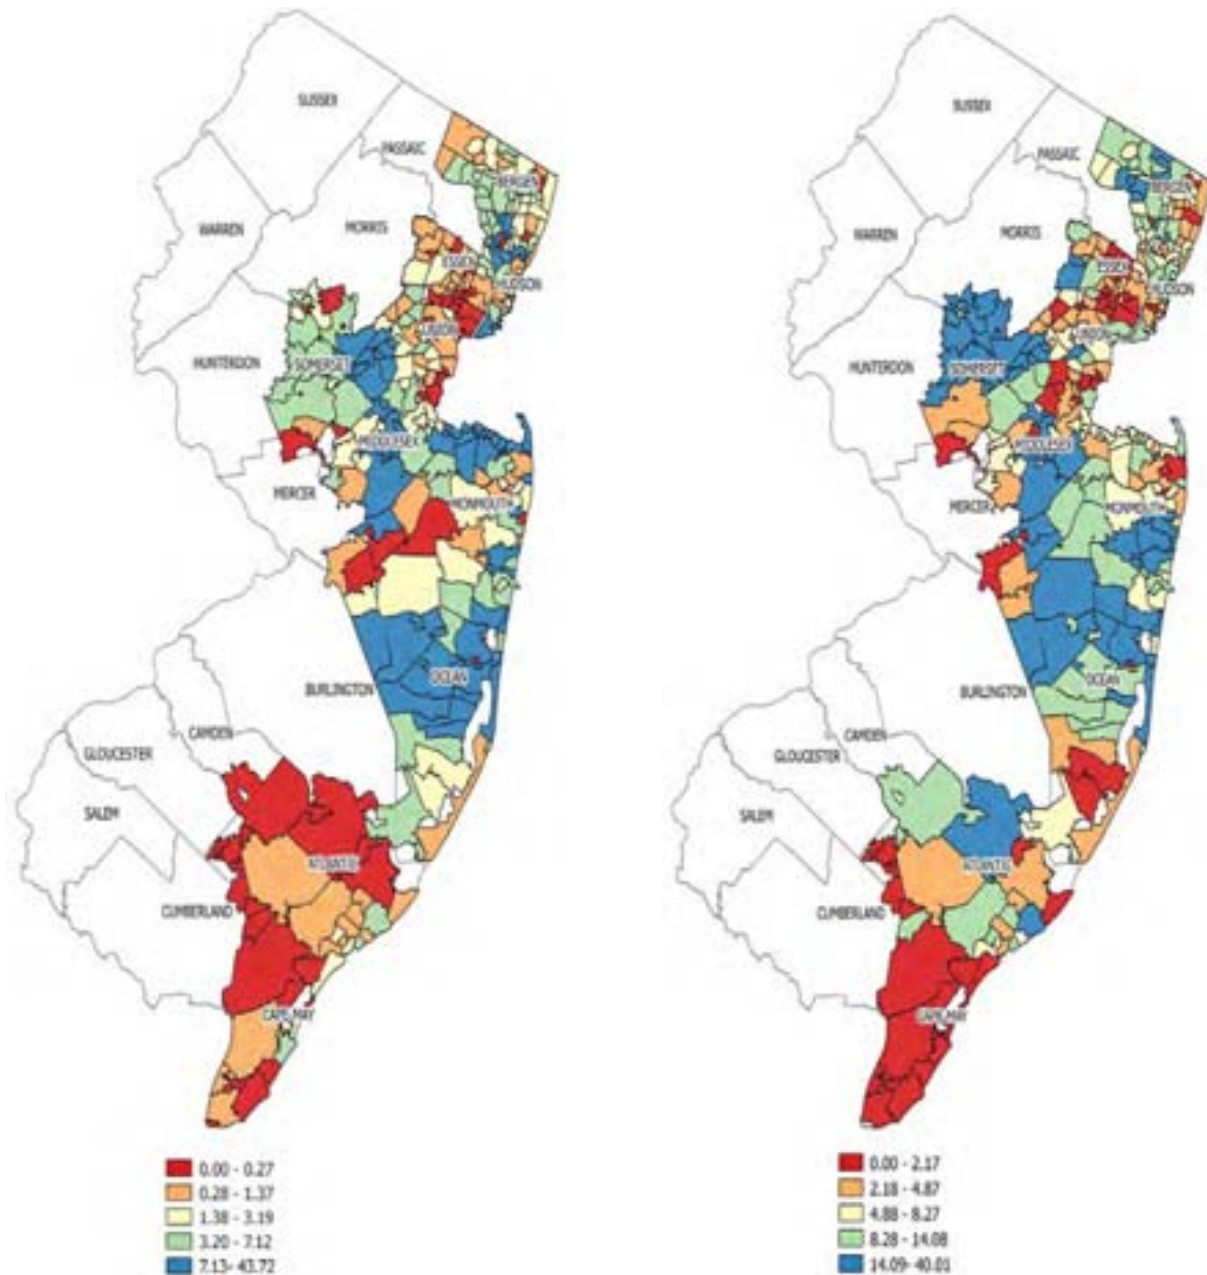 SUSSEX
PASSAIC
BERGEN
WARREN
MORRIS
ESSEX
HUDSON
UNION
HUNTERDON
SOMERSET
MIDDLESEX
MERCER
MONMOUTH
OCEAN
BURLINGTON
CAMDEN
GLOUCESTER
SALEM
ATLANTIC
CUMBERLAND
CAPE MAY
0.00 - 0.27
0.28 - 1.37
1.38 - 3.19
3.20 - 7.12
7.13- 43.72
SUSSEX
PASSAIC
BERGEN
WARREN
MORRIS
ESSEX
HUDSON
UNION
HUNTERDON
SOMERSET
MIDDLESEX
MERCER
MONMOUTH
OCEAN
BURLINGTON
CAMDEN
GLOUCESTER
SALEM
ATLANTIC
CUMBERLAND
CAPE MAY
0.00 - 2.17
2.18 - 4.87
4.88 - 8.27
8.28 - 14.08
14.09- 40.01